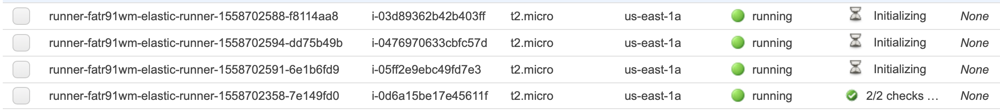 runner-fatr91wm-elastic-runner-1558702588-f8114aa8 i-03d89362b42b403ff t2.micro us-east-1a running Initializing None
runner-fatr91wm-elastic-runner-1558702594-dd75b49b i-0476970633cbfc57d t2.micro us-east-1a running Initializing None
runner-fatr91wm-elastic-runner-1558702591-6e1b6fd9 i-05ff2e9ebc49fd7e3 t2.micro us-east-1a running Initializing None
runner-fatr91wm-elastic-runner-1558702358-7e149fd0 i-0d6a15be17e45611f t2.micro us-east-1a running 2/2 checks … None